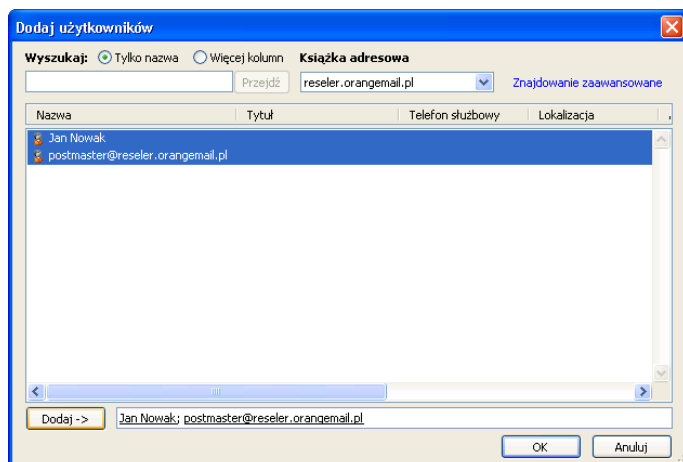 Dodaj użytkowników
Wyszukaj: Tylko nazwa Więcej kolumn Książka adresowa
Przejdź reseler.orangemail.pl Znajdowanie zaawansowane
Nazwa Tytuł Telefon służbowy Lokalizacja
Jan Nowak
postmaster@reseler.orangemail.pl
Dodaj -> Jan Nowak; postmaster@reseler.orangemail.pl
OK Anuluj